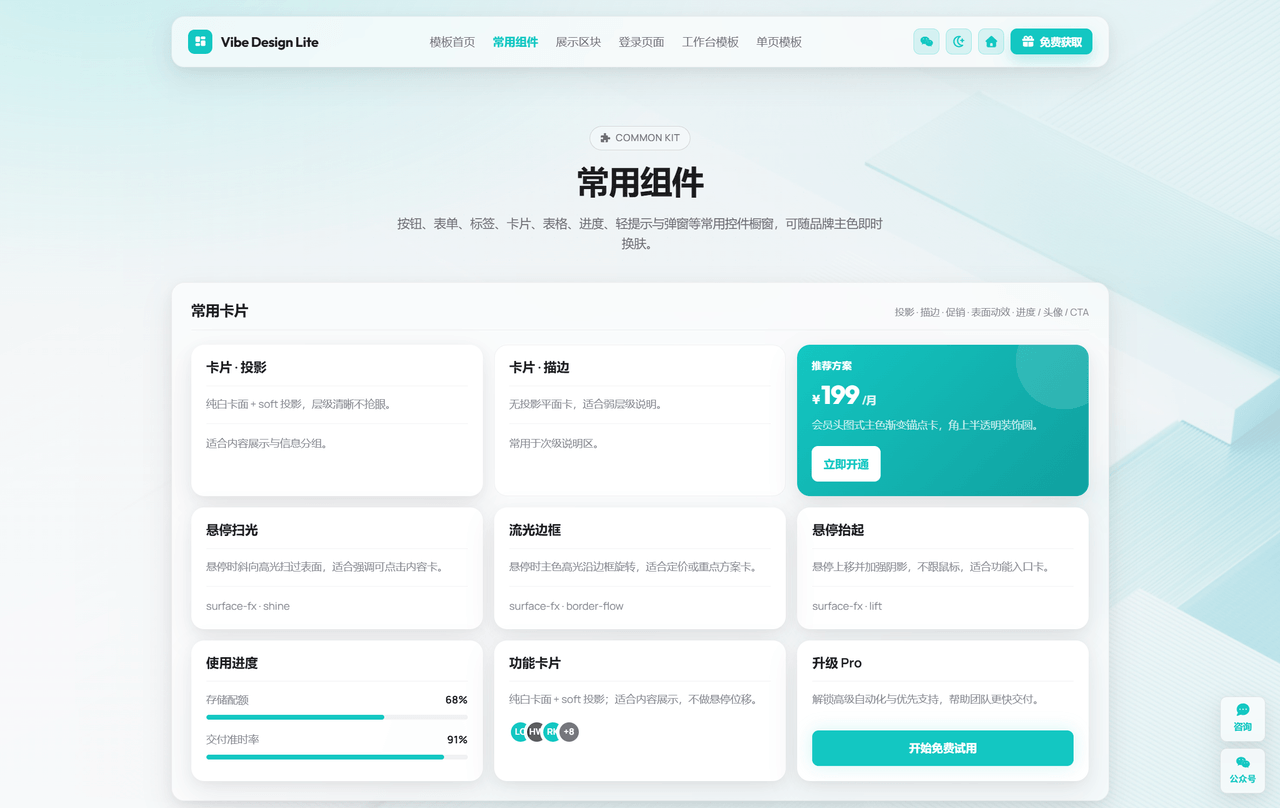 Vibe Design Lite
模板首页
常用组件
展示区块
登录页面
工作台模板
单页模板
免费获取
COMMON KIT
常用组件
按钮、表单、标签、卡片、表格、进度、轻提示与弹窗等常用控件橱窗，可随品牌主色即时
换肤。
常用卡片
投影 · 描边 · 促销 · 表面动效 · 进度 / 头像 / CTA
卡片 · 投影
纯白卡面 + soft 投影，层级清晰不抢眼。
适合内容展示与信息分组。
卡片 · 描边
无投影平面卡，适合弱层级说明。
常用于次级说明区。
推荐方案
¥199 /月
会员头图式主色渐变锚点卡，角上半透明装饰圆。
立即开通
悬停扫光
悬停时斜向高光扫过表面，适合强调可点击内容卡。
surface-fx · shine
流光边框
悬停时主色高光沿边框旋转，适合定价或重点方案卡。
surface-fx · border-flow
悬停抬起
悬停上移并加强阴影，不跟鼠标，适合功能入口卡。
surface-fx · lift
使用进度
存储配额 68%
交付准时率 91%
功能卡片
纯白卡面 + soft 投影；适合内容展示，不做悬停位移。
+8
升级 Pro
解锁高级自动化与优先支持，帮助团队更快交付。
开始免费试用
咨询
公众号